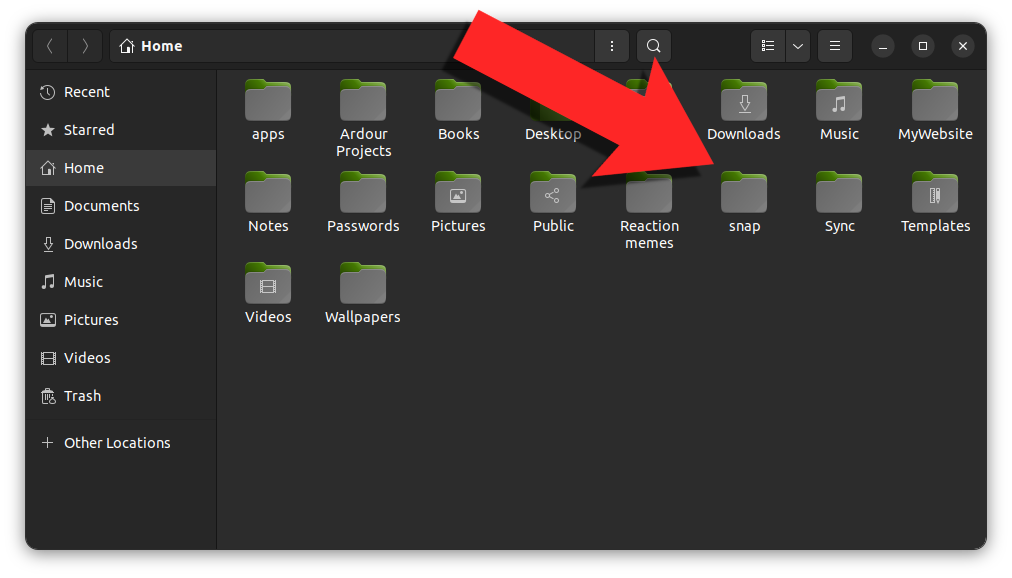 Home
Recent
Starred
Home
Documents
Downloads
Music
Pictures
Videos
Trash
Other Locations
apps
Ardour
Projects
Books
Desktop
Downloads
Music
MyWebsite
Notes
Passwords
Pictures
Public
Reaction
memes
snap
Sync
Templates
Videos
Wallpapers